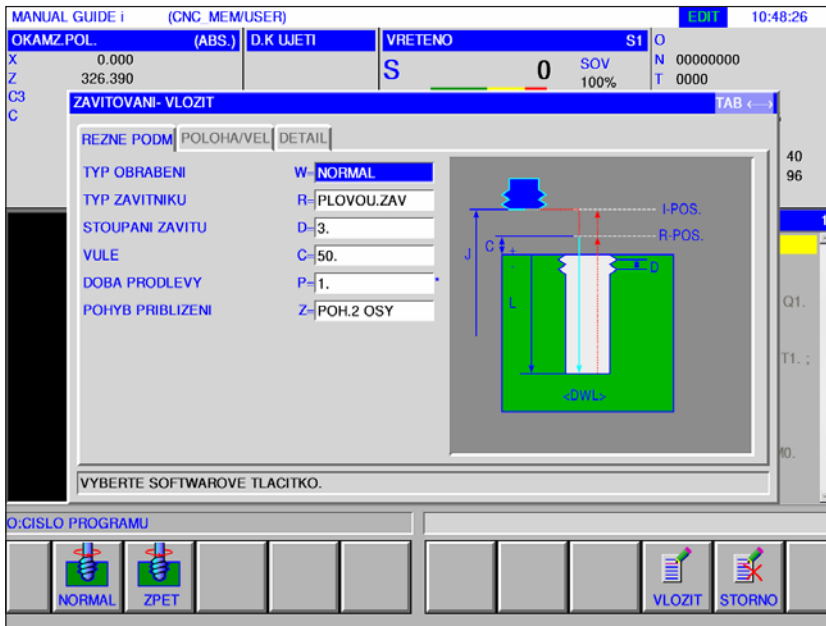 MANUAL GUIDE i (CNC_MEM/USER) EDIT 10:48:26
OKAMZ.POL. (ABS.) D.K UJETI VRETENO S1 O
X 0.000 S 0 SOV N 00000000
Z 326.390 100% T 0000
C3
C
ZAVITOVANI- VLOZIT TAB ↔
REZNE PODM POLOHA/VEL DETAIL
TYP OBRABENI W= NORMAL
TYP ZAVITNIKU R= PLOVOU.ZAV
STOUPANI ZAVITU D= 3.
VULE C= 50.
DOBA PRODLEVY P= 1. *
POHYB PRIBLIZENI Z= POH.2 OSY
I-POS.
R-POS.
J C + - D
L
<DWL>
40
96
1
Q1.
T1. ;
M0.
VYBERTE SOFTWAROVE TLACITKO.
O:CISLO PROGRAMU
NORMAL ZPET VLOZIT STORNO